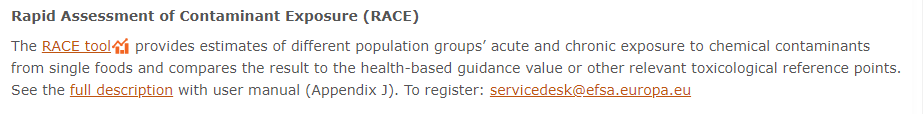 Rapid Assessment of Contaminant Exposure (RACE)
The RACE tool provides estimates of different population groups’ acute and chronic exposure to chemical contaminants
from single foods and compares the result to the health-based guidance value or other relevant toxicological reference points.
See the full description with user manual (Appendix J). To register: servicedesk@efsa.europa.eu